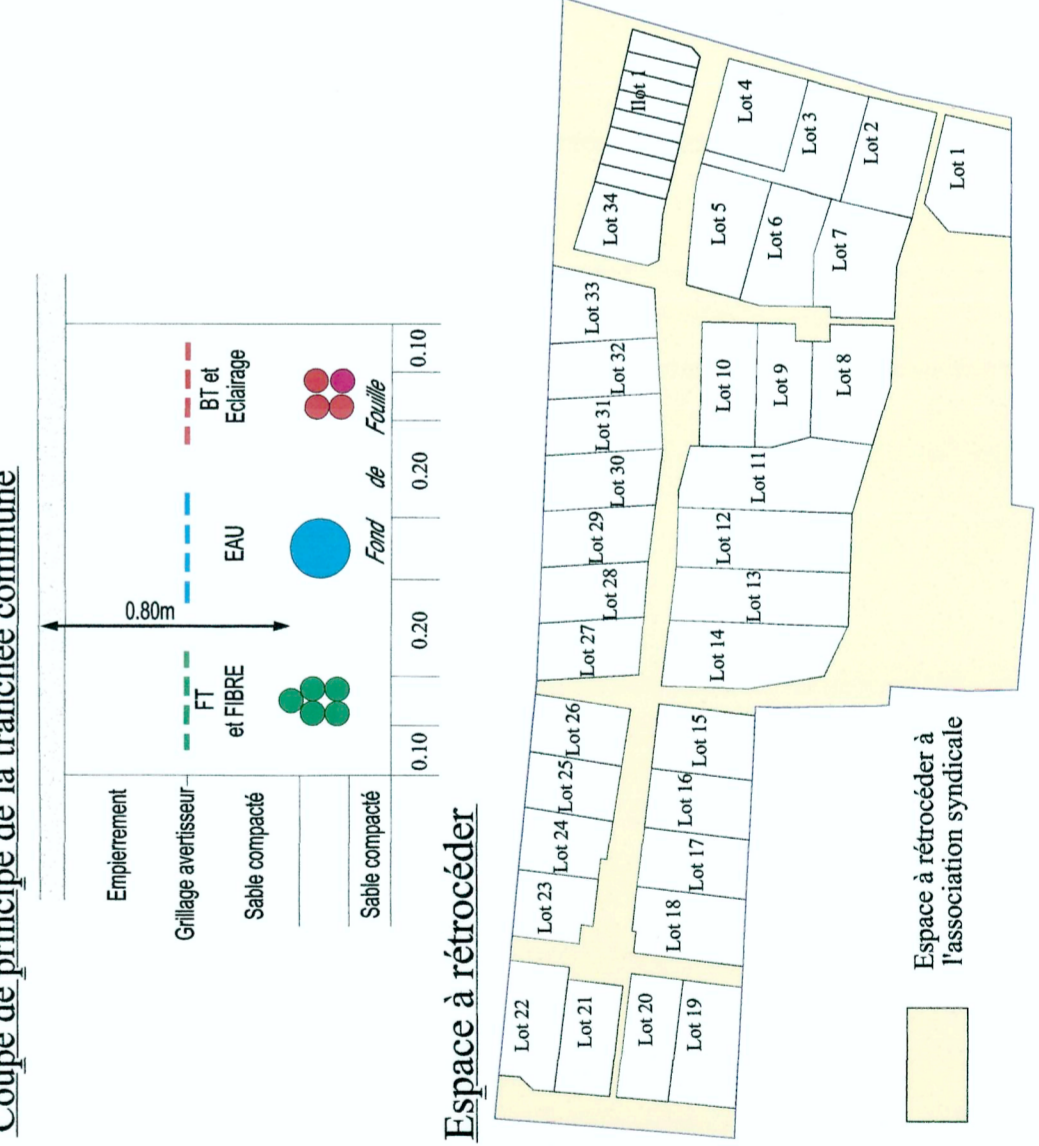 Coupe de principe de la tranchée commune
Empierrement
Grillage avertisseur
Sable compacté
Sable compacté
0.80m
FT
et FIBRE
EAU
BT et
Eclairage
Fond de Fouille
0.10
0.20
0.20
0.10
Espace à rétrocéder
Lot 22
Lot 21
Lot 20
Lot 19
Lot 23
Lot 24
Lot 25
Lot 26
Lot 18
Lot 17
Lot 16
Lot 15
Lot 27
Lot 28
Lot 29
Lot 30
Lot 31
Lot 32
Lot 33
Lot 14
Lot 13
Lot 12
Lot 11
Lot 10
Lot 9
Lot 8
Lot 34
Ilot 1
Lot 5
Lot 6
Lot 7
Lot 4
Lot 3
Lot 2
Lot 1
Espace à rétrocéder à
l'association syndicale